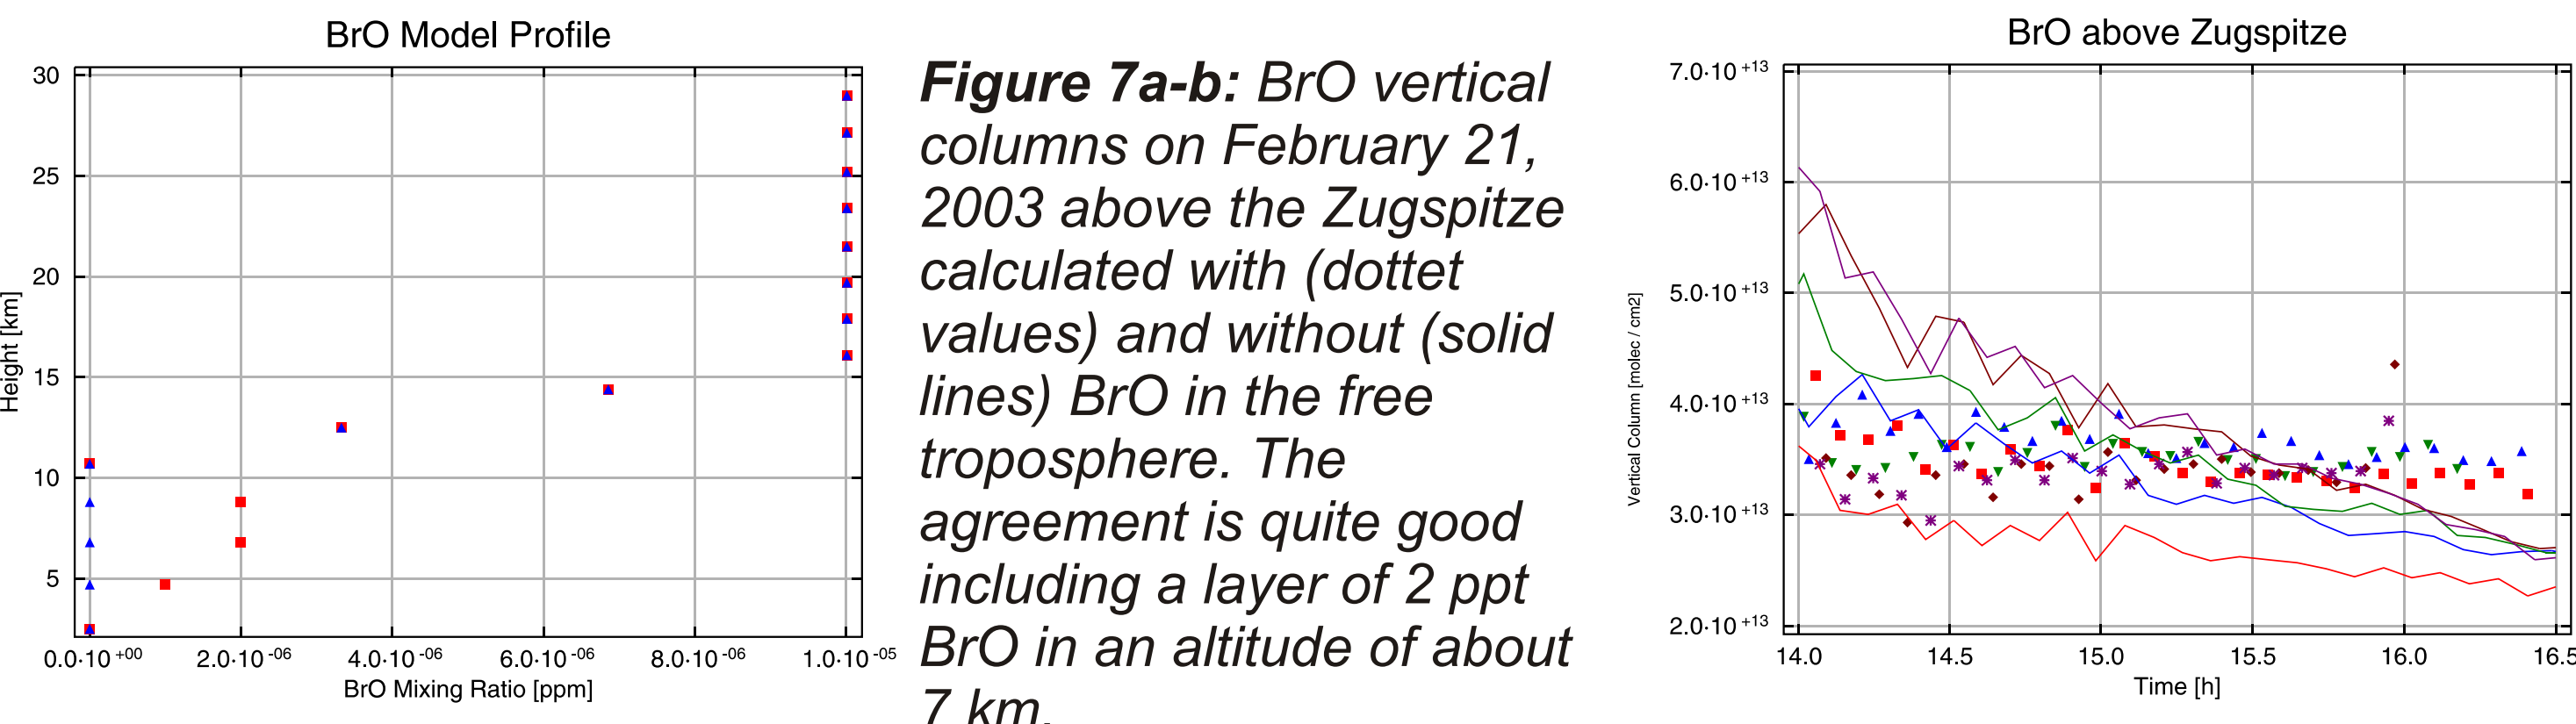 BrO Model Profile
30
25
20
15
10
5
Height [km]
0.0·10 +00
2.0·10 -06
4.0·10 -06
6.0·10 -06
8.0·10 -06
1.0·10 -05
BrO Mixing Ratio [ppm]
Figure 7a-b: BrO vertical
columns on February 21,
2003 above the Zugspitze
calculated with (dottet
values) and without (solid
lines) BrO in the free
troposphere. The
agreement is quite good
including a layer of 2 ppt
BrO in an altitude of about
7 km.
BrO above Zugspitze
7.0·10 +13
6.0·10 +13
5.0·10 +13
4.0·10 +13
3.0·10 +13
2.0·10 +13
Vertical Column [molec / cm2]
14.0
14.5
15.0
15.5
16.0
16.5
Time [h]